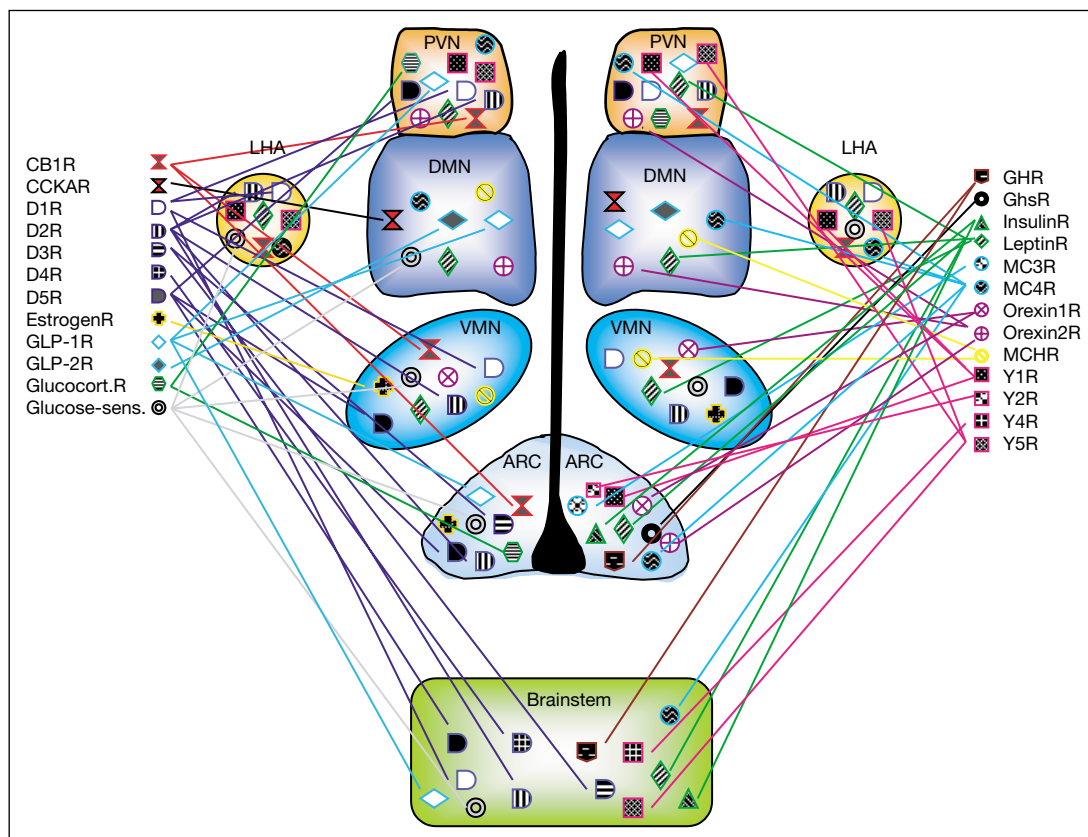 PVN
PVN
LHA
DMN
DMN
LHA
CB1R
CCKAR
D1R
D2R
D3R
D4R
D5R
EstrogenR
GLP-1R
GLP-2R
Glucocort.R
Glucose-sens.
GHR
GhsR
InsulinR
LeptinR
MC3R
MC4R
Orexin1R
Orexin2R
MCHR
Y1R
Y2R
Y4R
Y5R
VMN
VMN
ARC
ARC
Brainstem